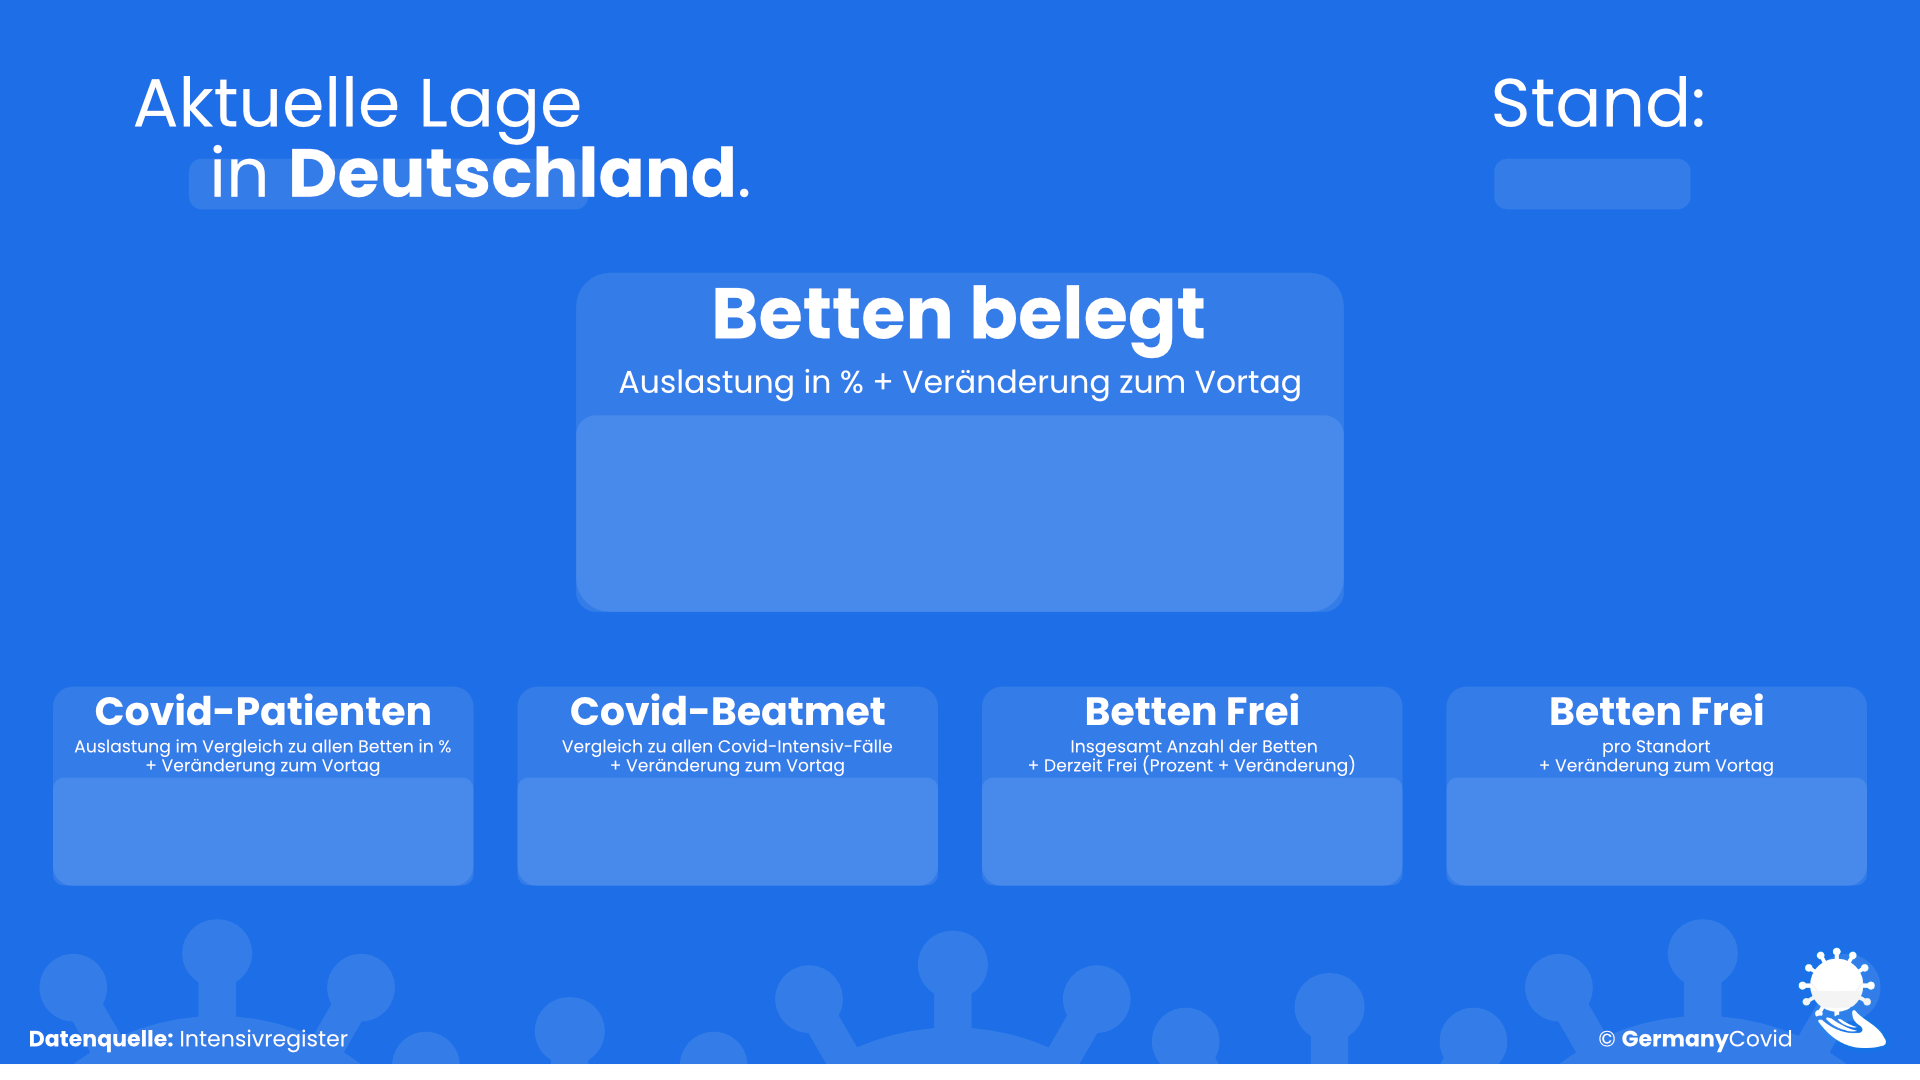 Aktuelle Lage
in Deutschland.
Stand:
Betten belegt
Auslastung in % + Veränderung zum Vortag
Covid-Patienten
Auslastung im Vergleich zu allen Betten in %
+ Veränderung zum Vortag
Covid-Beatmet
Vergleich zu allen Covid-Intensiv-Fälle
+ Veränderung zum Vortag
Betten Frei
Insgesamt Anzahl der Betten
+ Derzeit Frei (Prozent + Veränderung)
Betten Frei
pro Standort
+ Veränderung zum Vortag
Datenquelle: Intensivregister
© GermanyCovid